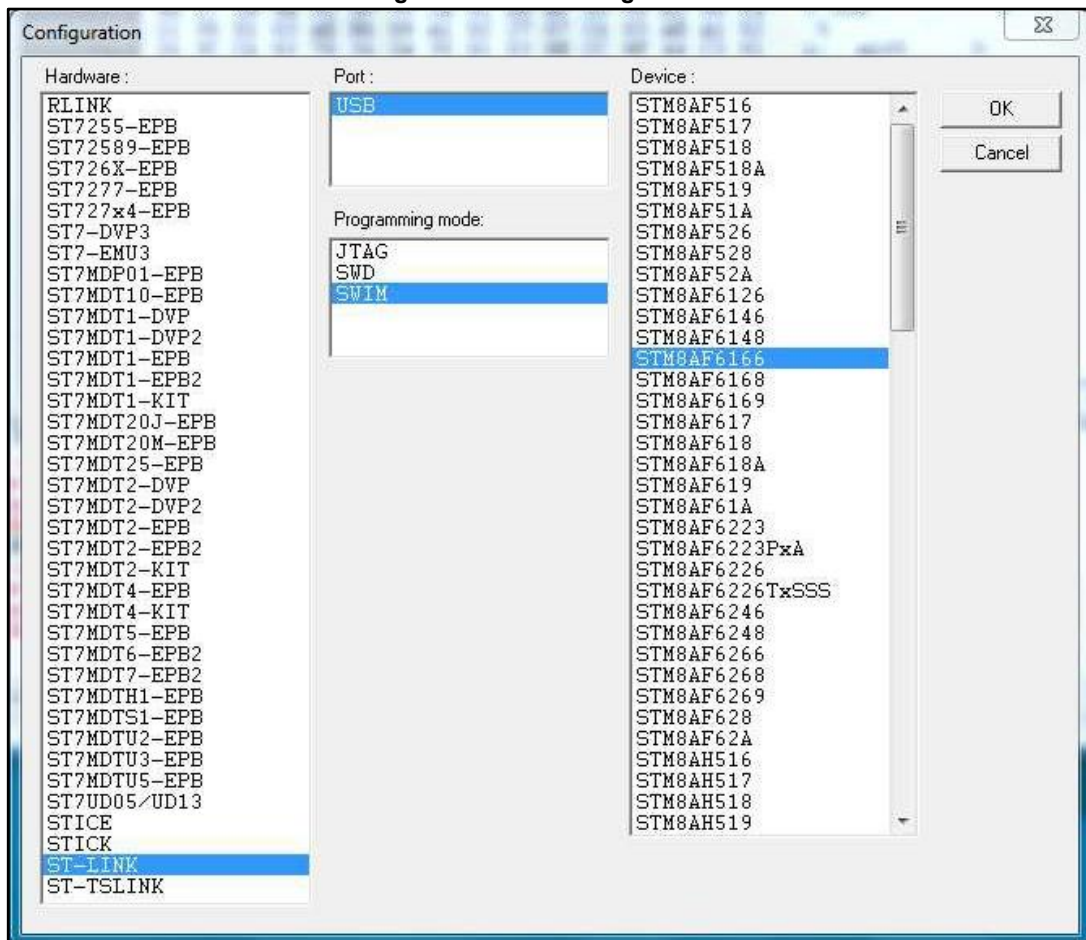 Configuration
Hardware :
RLINK
ST7255-EPB
ST72589-EPB
ST726X-EPB
ST7277-EPB
ST727x4-EPB
ST7-DVP3
ST7-EMU3
ST7MDP01-EPB
ST7MDT10-EPB
ST7MDT1-DVP
ST7MDT1-DVP2
ST7MDT1-EPB
ST7MDT1-EPB2
ST7MDT1-KIT
ST7MDT20J-EPB
ST7MDT20M-EPB
ST7MDT25-EPB
ST7MDT2-DVP
ST7MDT2-DVP2
ST7MDT2-EPB
ST7MDT2-EPB2
ST7MDT2-KIT
ST7MDT4-EPB
ST7MDT4-KIT
ST7MDT5-EPB
ST7MDT6-EPB2
ST7MDT7-EPB2
ST7MDTH1-EPB
ST7MDTS1-EPB
ST7MDTU2-EPB
ST7MDTU3-EPB
ST7MDTU5-EPB
ST7UD05/UD13
STICE
STICK
ST-LINK
ST-TSLINK
Port :
USB
Programming mode:
JTAG
SWD
SWIM
Device :
STM8AF516
STM8AF517
STM8AF518
STM8AF518A
STM8AF519
STM8AF51A
STM8AF526
STM8AF528
STM8AF52A
STM8AF6126
STM8AF6146
STM8AF6148
STM8AF6166
STM8AF6168
STM8AF6169
STM8AF617
STM8AF618
STM8AF618A
STM8AF619
STM8AF61A
STM8AF6223
STM8AF6223PxA
STM8AF6226
STM8AF6226TxSSS
STM8AF6246
STM8AF6248
STM8AF6266
STM8AF6268
STM8AF6269
STM8AF628
STM8AF62A
STM8AH516
STM8AH517
STM8AH518
STM8AH519
OK
Cancel